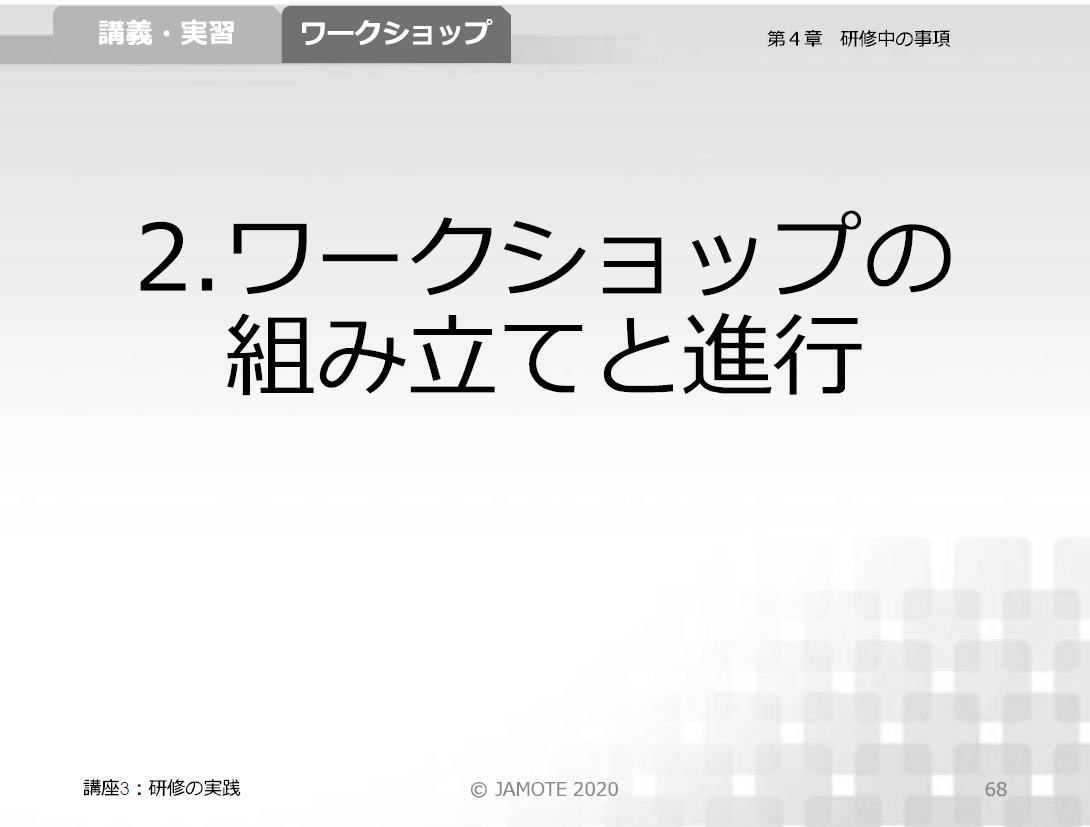 講義・実習
ワークショップ
第４章　研修中の事項
2.ワークショップの
組み立てと進行
講座3：研修の実践
© JAMOTE 2020
68